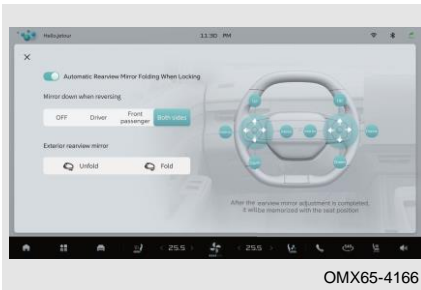 Hello,jetour
11:30 PM
Automatic Rearview Mirror Folding When Locking
Mirror down when reversing
OFF
Driver
Front
passenger
Both sides
Exterior rearview mirror
Unfold
Fold
After the rearview mirror adjustment is completed,
it will be memorized with the seat position.
25.5
25.5
OMX65-4166